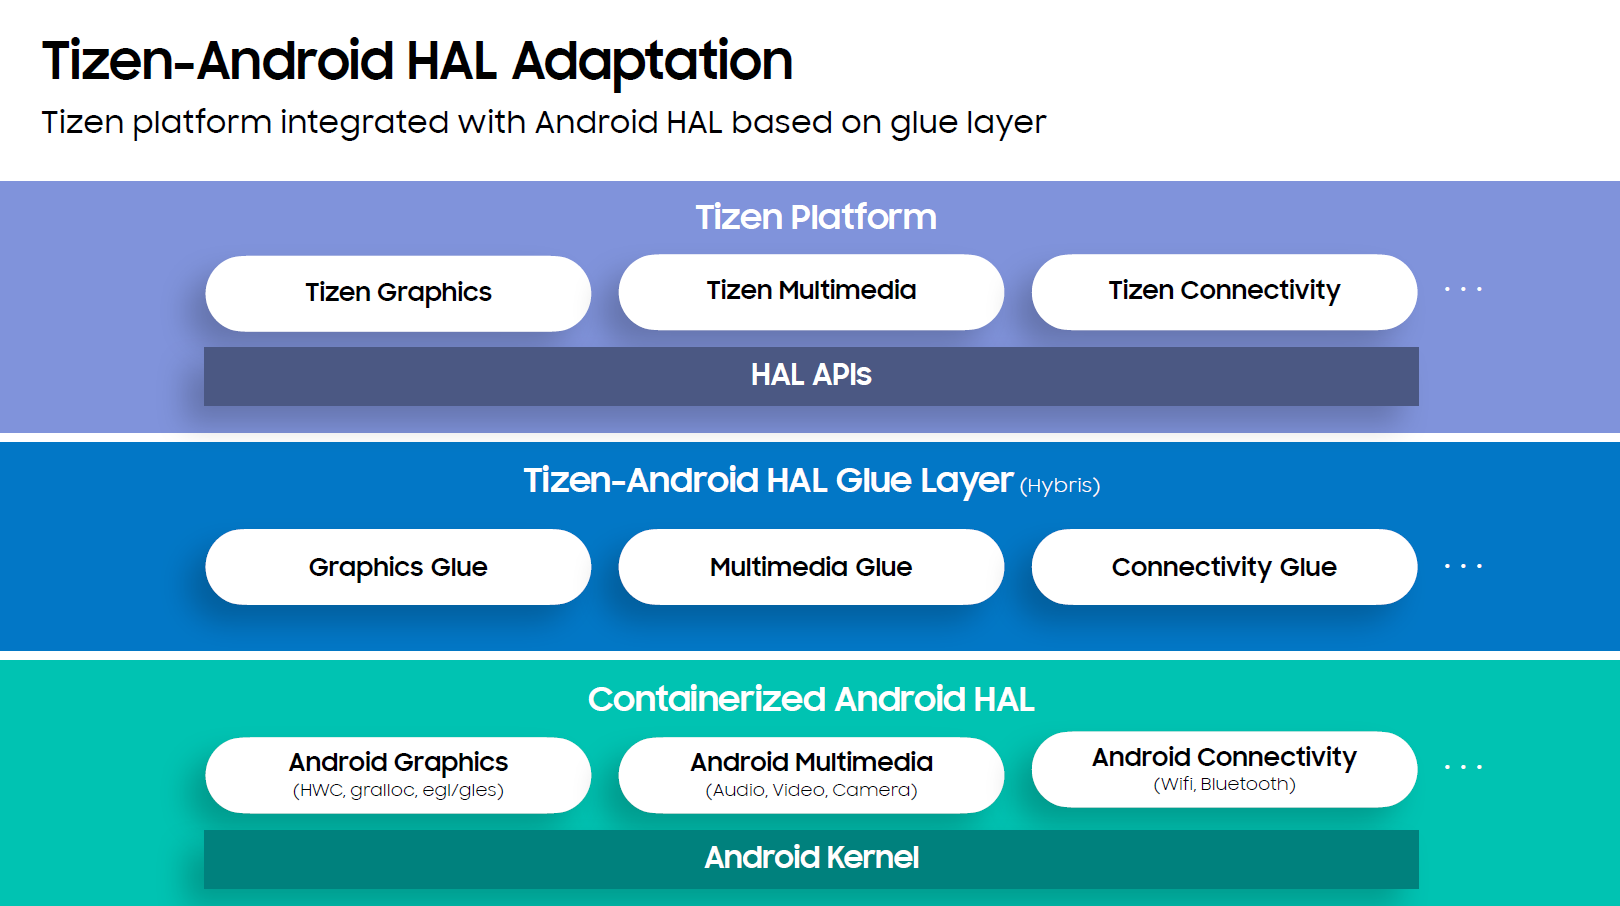 Tizen-Android HAL Adaptation
Tizen platform integrated with Android HAL based on glue layer
Tizen Platform
Tizen Graphics
Tizen Multimedia
Tizen Connectivity
. . .
HAL APIs
Tizen-Android HAL Glue Layer (Hybris)
Graphics Glue
Multimedia Glue
Connectivity Glue
. . .
Containerized Android HAL
Android Graphics
(HWC, gralloc, egl/gles)
Android Multimedia
(Audio, Video, Camera)
Android Connectivity
(Wifi, Bluetooth)
. . .
Android Kernel